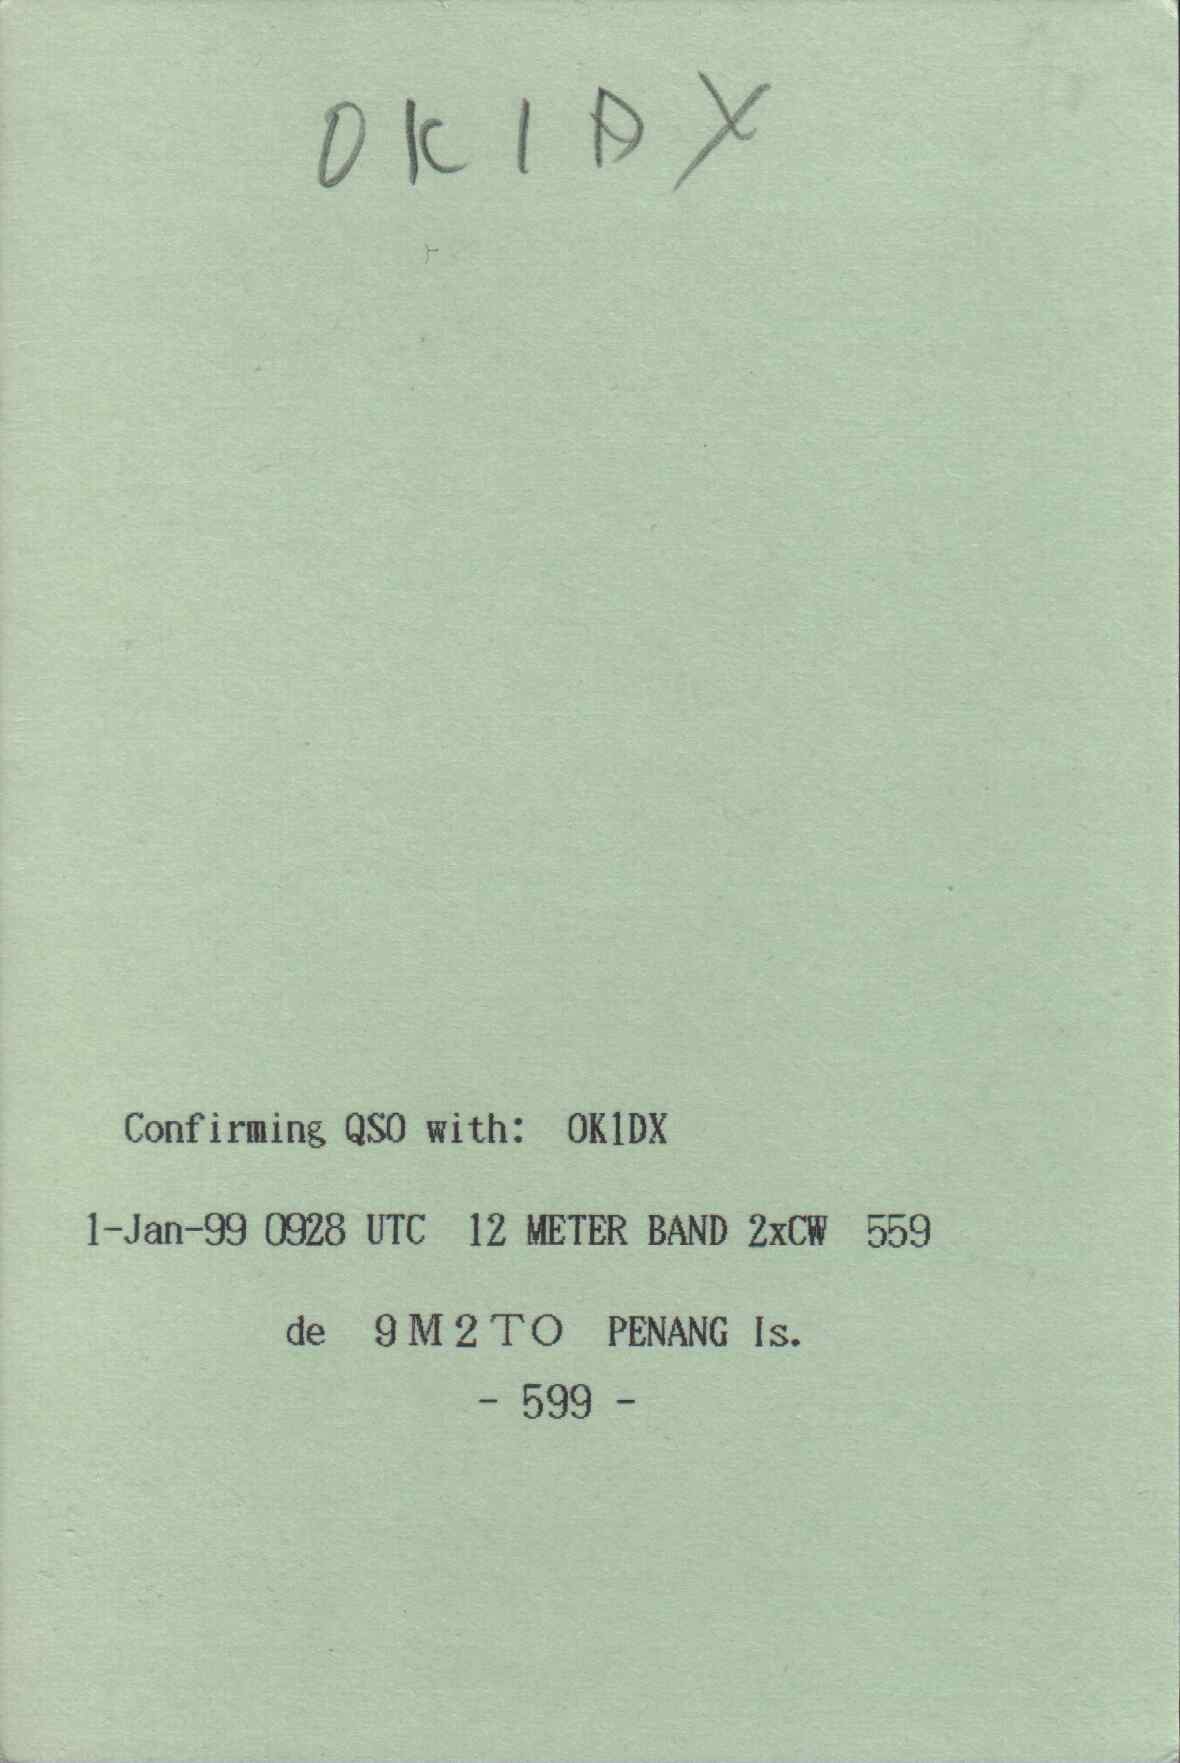 OK1DX
Confirming QSO with: OK1DX
1-Jan-99 0928 UTC 12 METER BAND 2xCW 559
de 9M2TO PENANG Is.
- 599 -